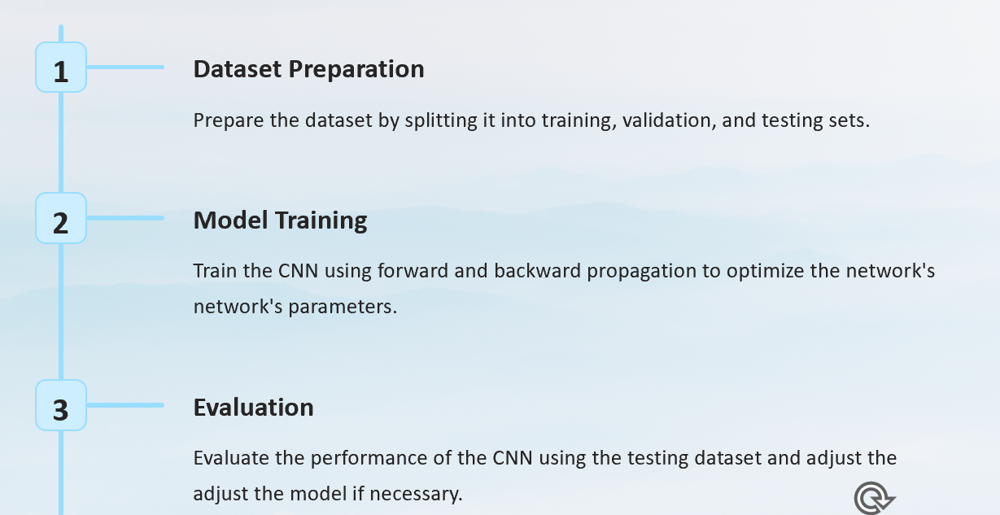 1
Dataset Preparation
Prepare the dataset by splitting it into training, validation, and testing sets.
2
Model Training
Train the CNN using forward and backward propagation to optimize the network's
network's parameters.
3
Evaluation
Evaluate the performance of the CNN using the testing dataset and adjust the
adjust the model if necessary.